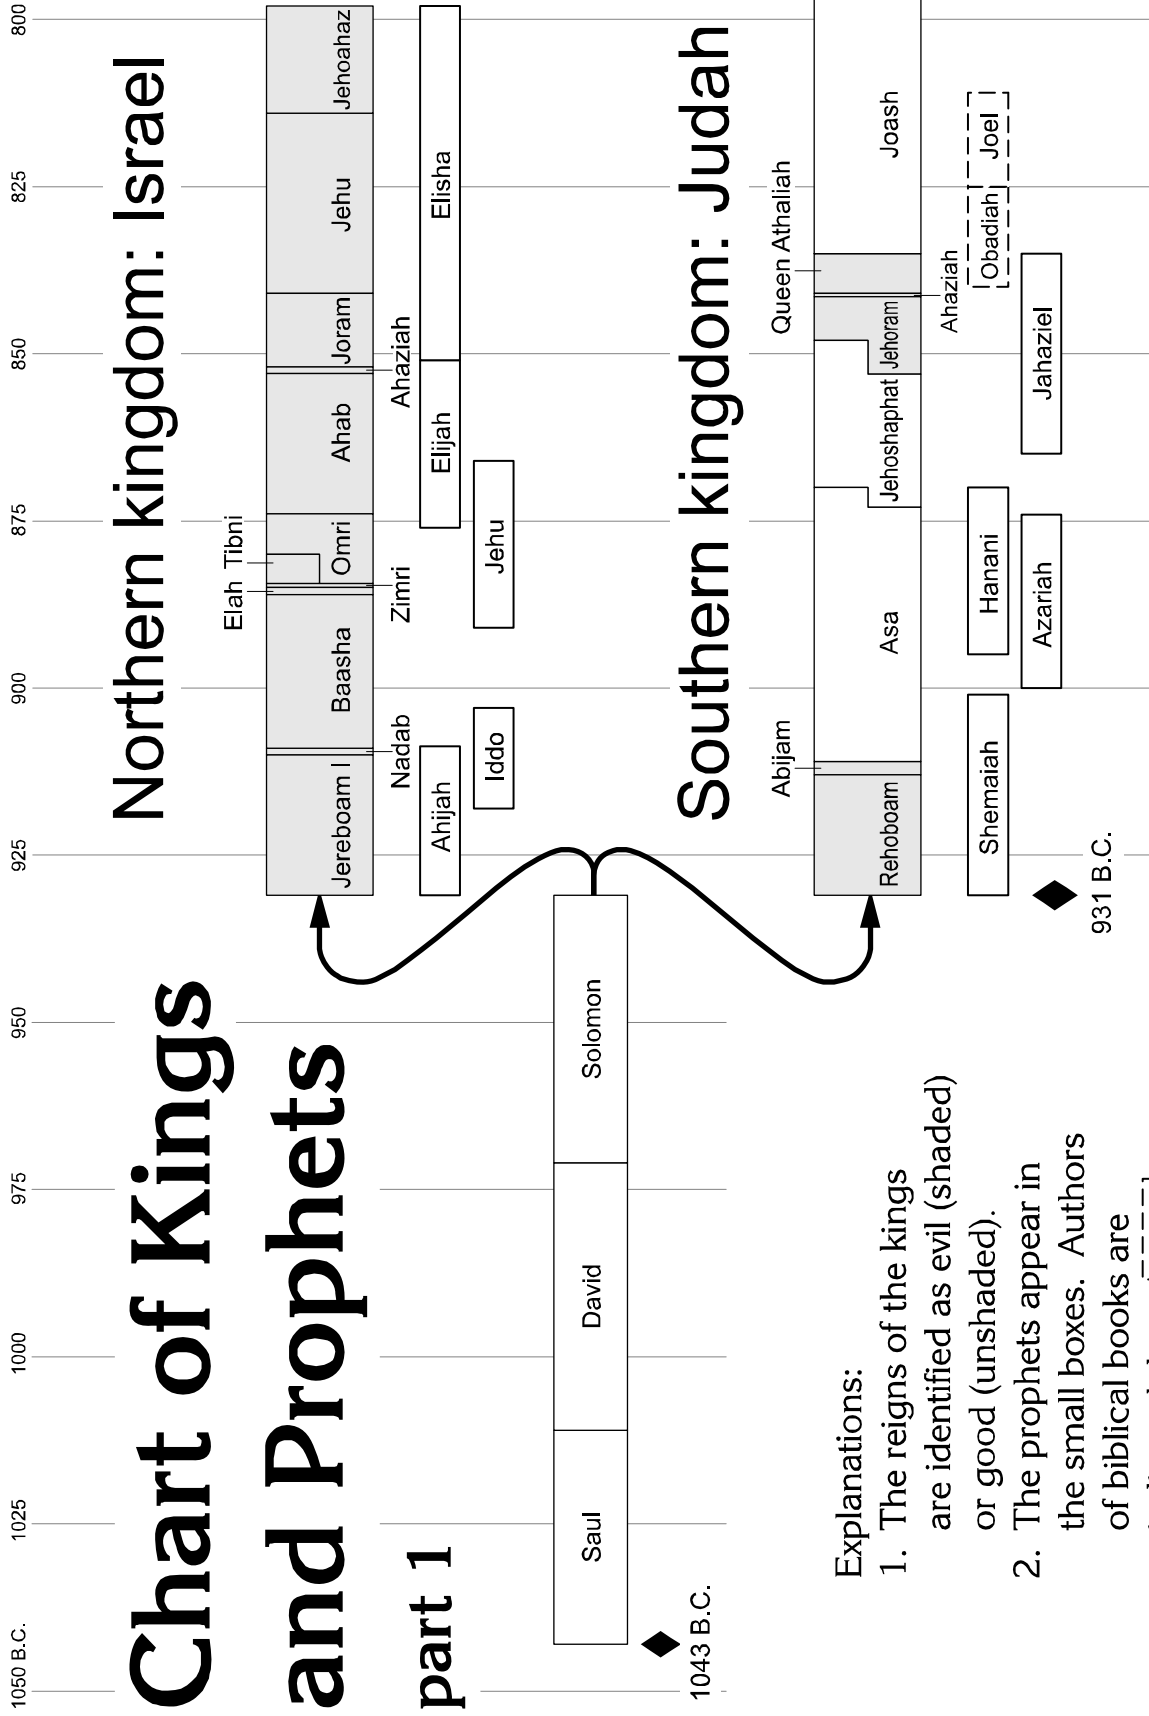 Chart of Kings
and Prophets
part 1
1050 B.C.
1025
1000
975
950
925
900
875
850
825
800
Northern kingdom: Israel
Elah
Tibni
Jereboam I
Baasha
Omri
Ahab
Joram
Jehu
Jehoahaz
Nadab
Zimri
Ahaziah
Ahijah
Elijah
Elisha
Iddo
Jehu
Saul
David
Solomon
1043 B.C.
Southern kingdom: Judah
Abijam
Queen Athaliah
Rehoboam
Asa
Jehoshaphat
Jehoram
Joash
Ahaziah
Shemaiah
Hanani
Obadiah
Joel
Azariah
Jahaziel
931 B.C.
Explanations:
1. The reigns of the kings
are identified as evil (shaded)
or good (unshaded).
2. The prophets appear in
the small boxes. Authors
of biblical books are